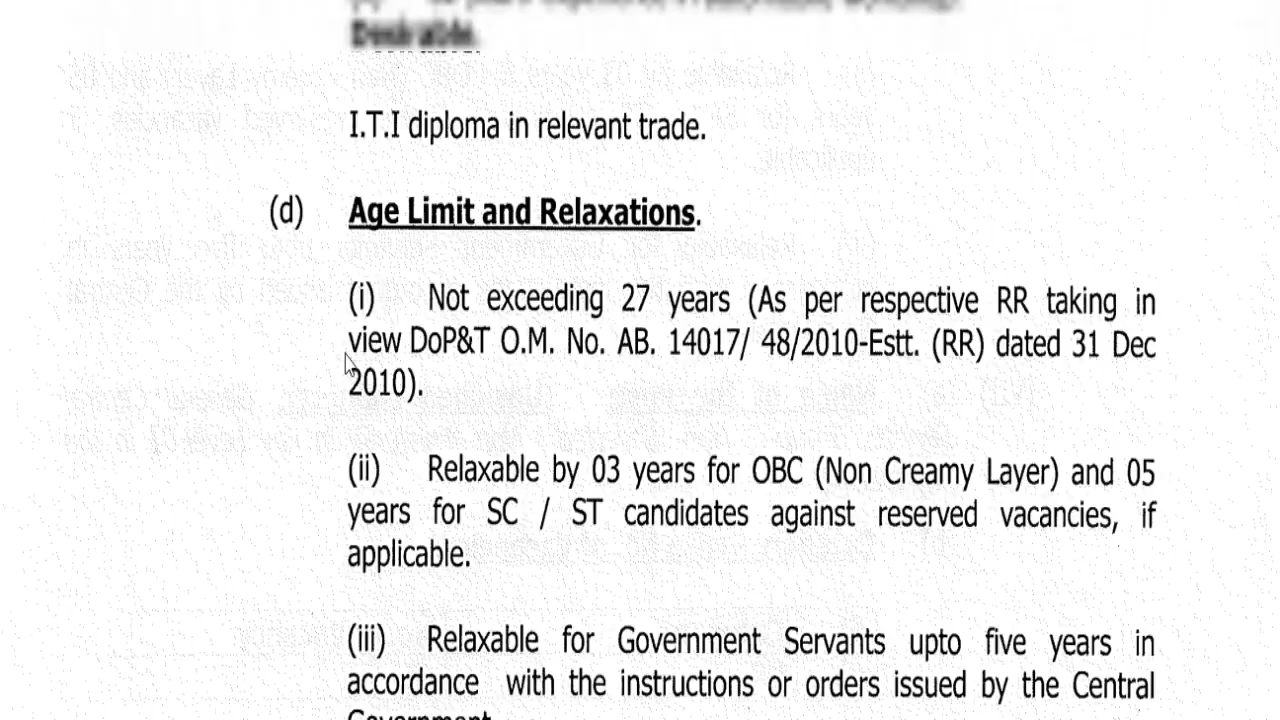 Desirable.
I.T.I diploma in relevant trade.
(d) Age Limit and Relaxations.
(i) Not exceeding 27 years (As per respective RR taking in
view DoP&T O.M. No. AB. 14017/ 48/2010-Estt. (RR) dated 31 Dec
2010).
(ii) Relaxable by 03 years for OBC (Non Creamy Layer) and 05
years for SC / ST candidates against reserved vacancies, if
applicable.
(iii) Relaxable for Government Servants upto five years in
accordance with the instructions or orders issued by the Central
Government.